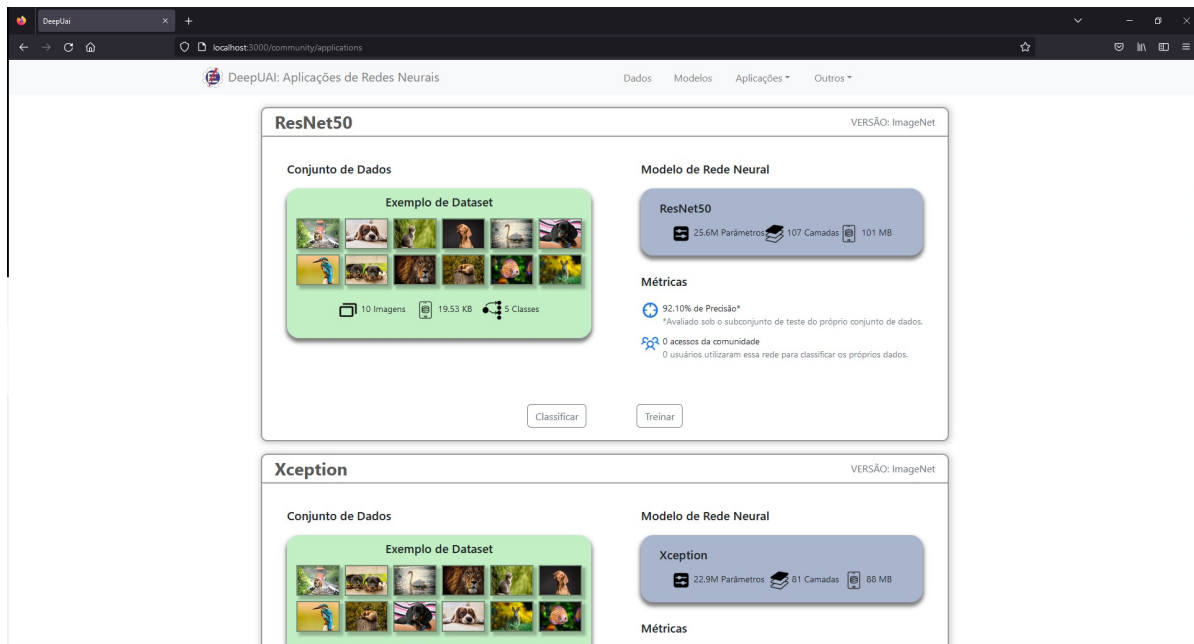 DeepUai
localhost:3000/community/applications
DeepUAI: Aplicações de Redes Neurais
Dados
Modelos
Aplicações
Outros
ResNet50
VERSÃO: ImageNet
Conjunto de Dados
Exemplo de Dataset
10 Imagens
19.53 KB
5 Classes
Modelo de Rede Neural
ResNet50
25.6M Parâmetros
107 Camadas
101 MB
Métricas
92.10% de Precisão*
*Avaliado sob o subconjunto de teste do próprio conjunto de dados.
0 acessos da comunidade
0 usuários utilizaram essa rede para classificar os próprios dados.
Classificar
Treinar
Xception
VERSÃO: ImageNet
Conjunto de Dados
Exemplo de Dataset
Modelo de Rede Neural
Xception
22.9M Parâmetros
81 Camadas
88 MB
Métricas